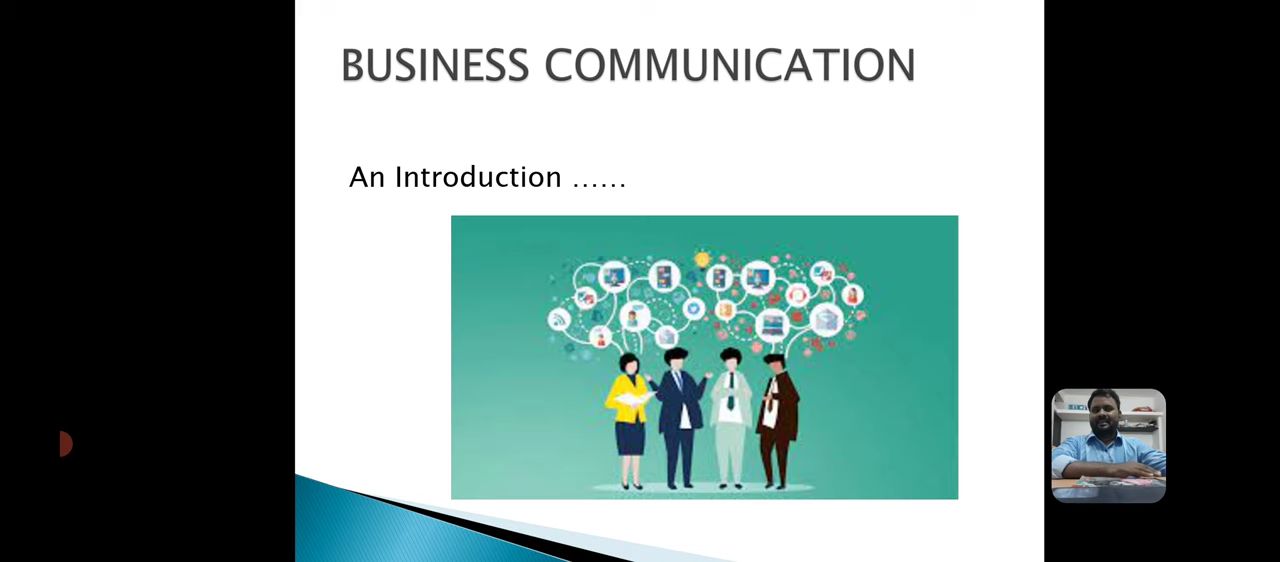 BUSINESS COMMUNICATION
An Introduction ......